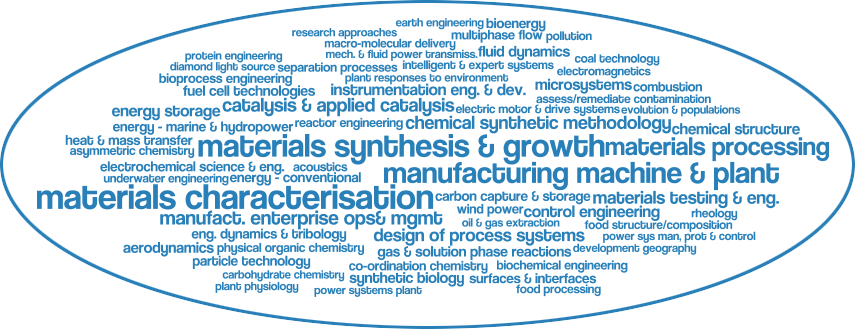 earth engineering bioenergy
research approaches multiphase flow pollution
macro-molecular delivery
protein engineering mech. & fluid power transmiss. fluid dynamics
diamond light source separation processes intelligent & expert systems coal technology
bioprocess engineering plant responses to environment electromagnetics
fuel cell technologies instrumentation eng. & dev. microsystems combustion
energy storage catalysis & applied catalysis electric motor & drive systems assess/remediate contamination
evolution & populations
energy - marine & hydropower reactor engineering chemical synthetic methodology chemical structure
heat & mass transfer materials synthesis & growth materials processing
asymmetric chemistry
electrochemical science & eng. acoustics manufacturing machine & plant
underwater engineering energy - conventional
materials characterisation carbon capture & storage materials testing & eng.
manufact. enterprise ops& mgmt wind power control engineering rheology
oil & gas extraction food structure/composition
eng. dynamics & tribology design of process systems power sys man, prot & control
aerodynamics physical organic chemistry gas & solution phase reactions development geography
particle technology co-ordination chemistry biochemical engineering
carbohydrate chemistry synthetic biology surfaces & interfaces
plant physiology power systems plant food processing